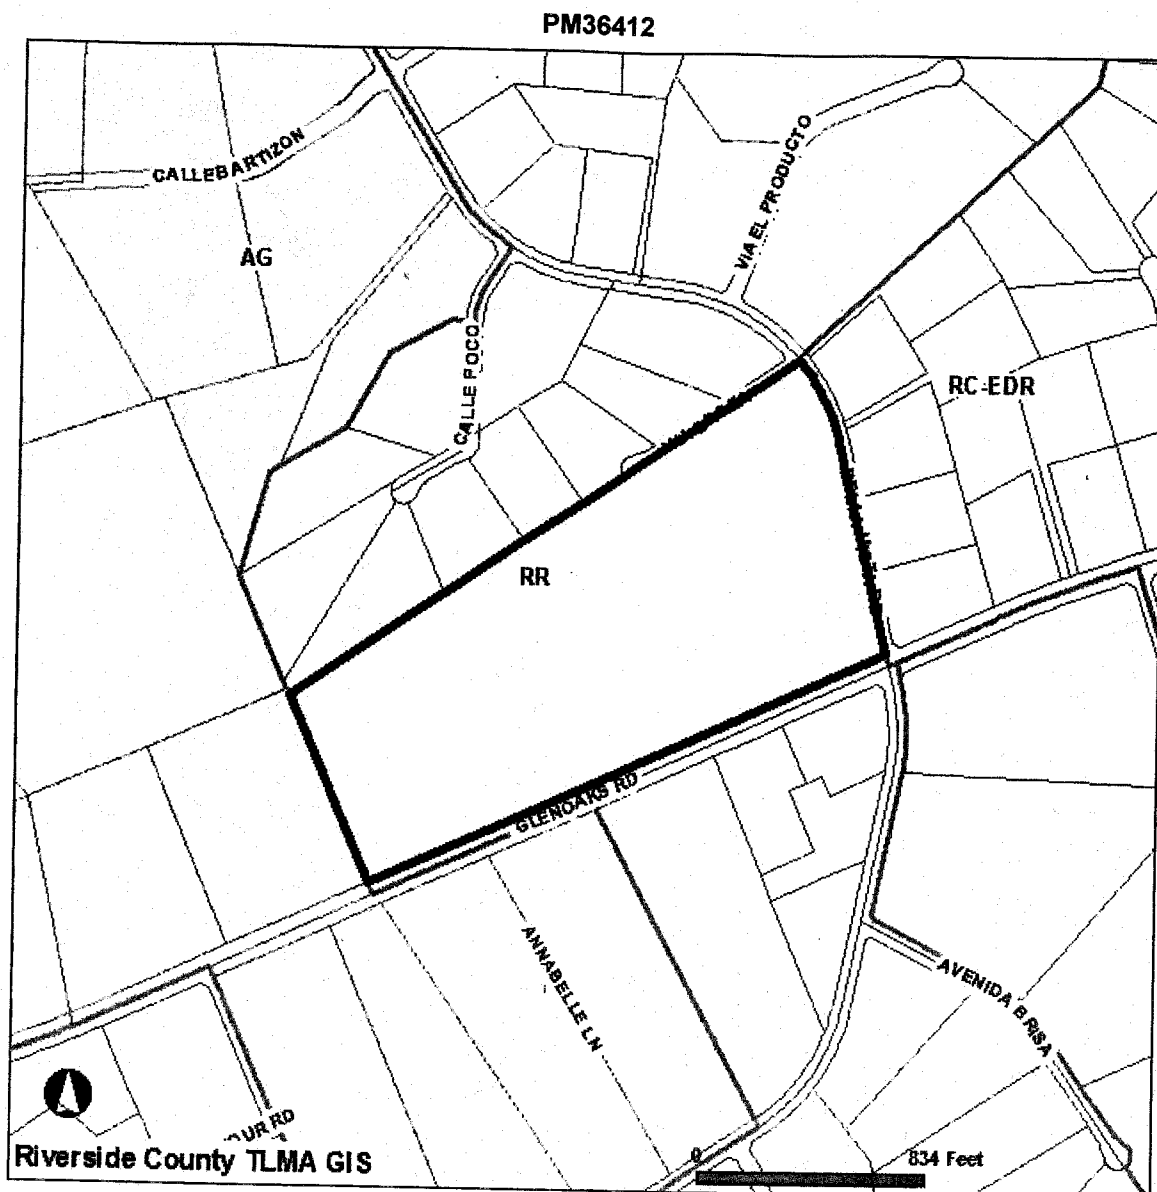 PM36412
CALLEBARTIZON
VIA EL PRODUCTO
AG
CALLE POCO
RC-EDR
RR
GLENOAKS RD
ANNABELLE LN
AVENIDA BRISA
RD
Riverside County TLMA GIS
0
834 Feet